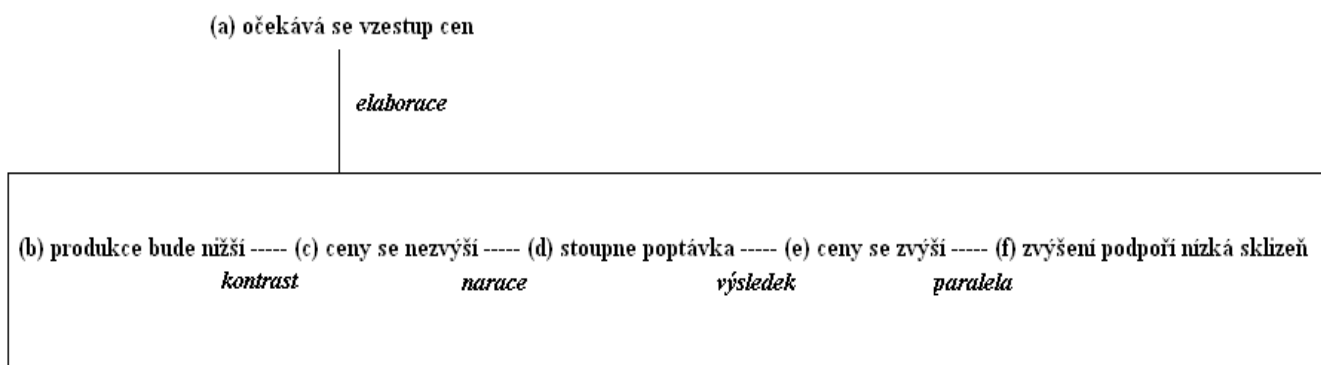 (a) očekává se vzestup cen
elaborace
(b) produkce bude nižší ----- (c) ceny se nezvýší ----- (d) stoupne poptávka ----- (e) ceny se zvýší ----- (f) zvýšení podpoří nízká sklizeň
kontrast narace výsledek paralela